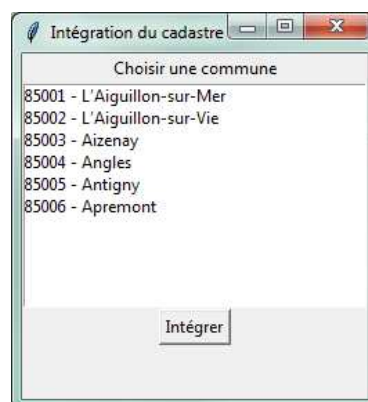 Intégration du cadastre
Choisir une commune
85001 - L'Aiguillon-sur-Mer
85002 - L'Aiguillon-sur-Vie
85003 - Aizenay
85004 - Angles
85005 - Antigny
85006 - Apremont
Intégrer